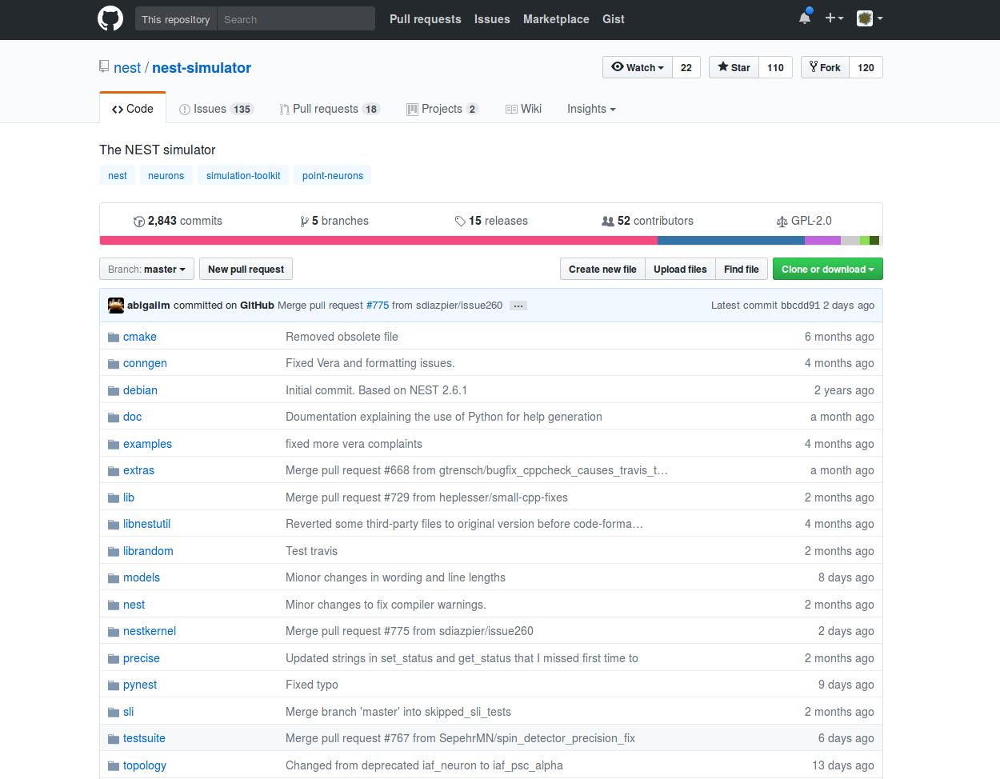 This repository Search Pull requests Issues Marketplace Gist
nest / nest-simulator Watch 22 Star 110 Fork 120
Code Issues 135 Pull requests 18 Projects 2 Wiki Insights
The NEST simulator
nest neurons simulation-toolkit point-neurons
2,843 commits 5 branches 15 releases 52 contributors GPL-2.0
Branch: master New pull request Create new file Upload files Find file Clone or download
abigailm committed on GitHub Merge pull request #775 from sdiazpier/issue260 … Latest commit bbcdd91 2 days ago
cmake Removed obsolete file 6 months ago
conngen Fixed Vera and formatting issues. 4 months ago
debian Initial commit. Based on NEST 2.6.1 2 years ago
doc Doumentation explaining the use of Python for help generation a month ago
examples fixed more vera complaints 4 months ago
extras Merge pull request #668 from gtrensch/bugfix_cppcheck_causes_travis_t… a month ago
lib Merge pull request #729 from heplesser/small-cpp-fixes 2 months ago
libnestutil Reverted some third-party files to original version before code-forma… 4 months ago
librandom Test travis 2 months ago
models Mionor changes in wording and line lengths 8 days ago
nest Minor changes to fix compiler warnings. 2 months ago
nestkernel Merge pull request #775 from sdiazpier/issue260 2 days ago
precise Updated strings in set_status and get_status that I missed first time to 2 months ago
pynest Fixed typo 9 days ago
sli Merge branch 'master' into skipped_sli_tests 2 months ago
testsuite Merge pull request #767 from SepehrMN/spin_detector_precision_fix 6 days ago
topology Changed from deprecated iaf_neuron to iaf_psc_alpha 13 days ago